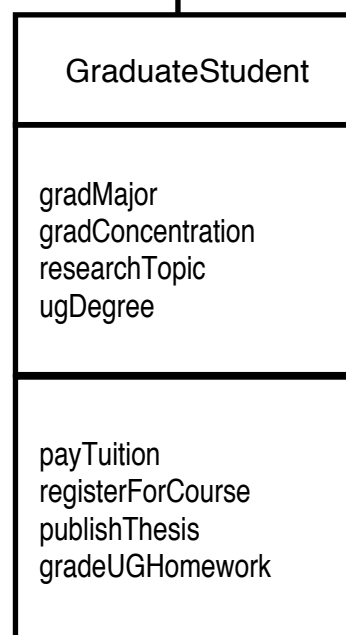 GraduateStudent
gradMajor
gradConcentration
researchTopic
ugDegree
payTuition
registerForCourse
publishThesis
gradeUGHomework